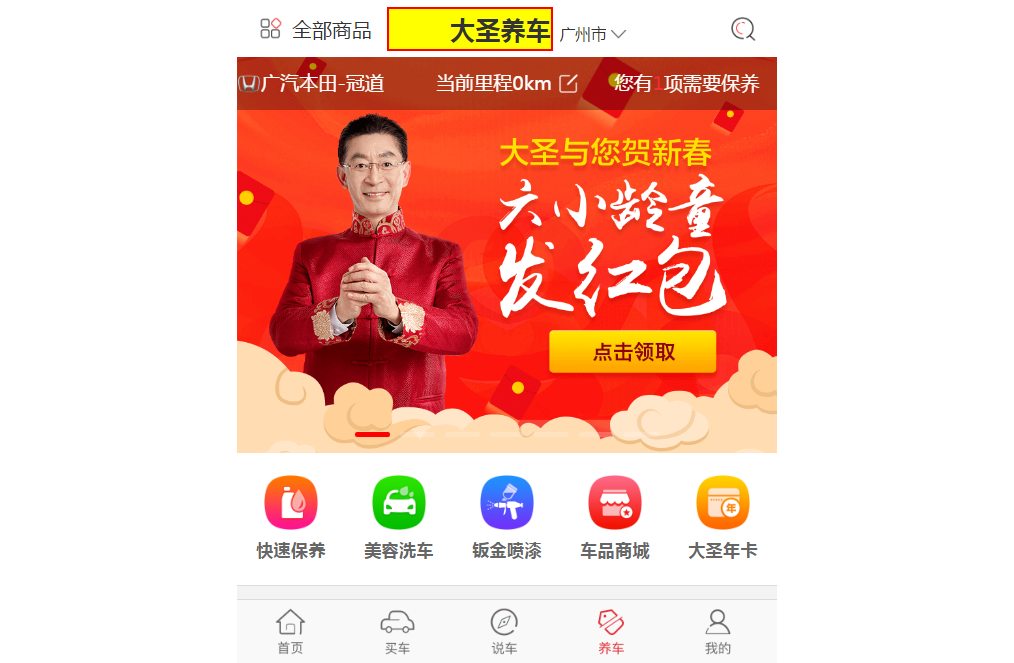 全部商品 大圣养车 广州市
广汽本田-冠道 当前里程0km 您有1项需要保养
大圣与您贺新春
六小龄童
发红包
点击领取
快速保养 美容洗车 钣金喷漆 车品商城 大圣年卡
年
首页 买车 说车 养车 我的